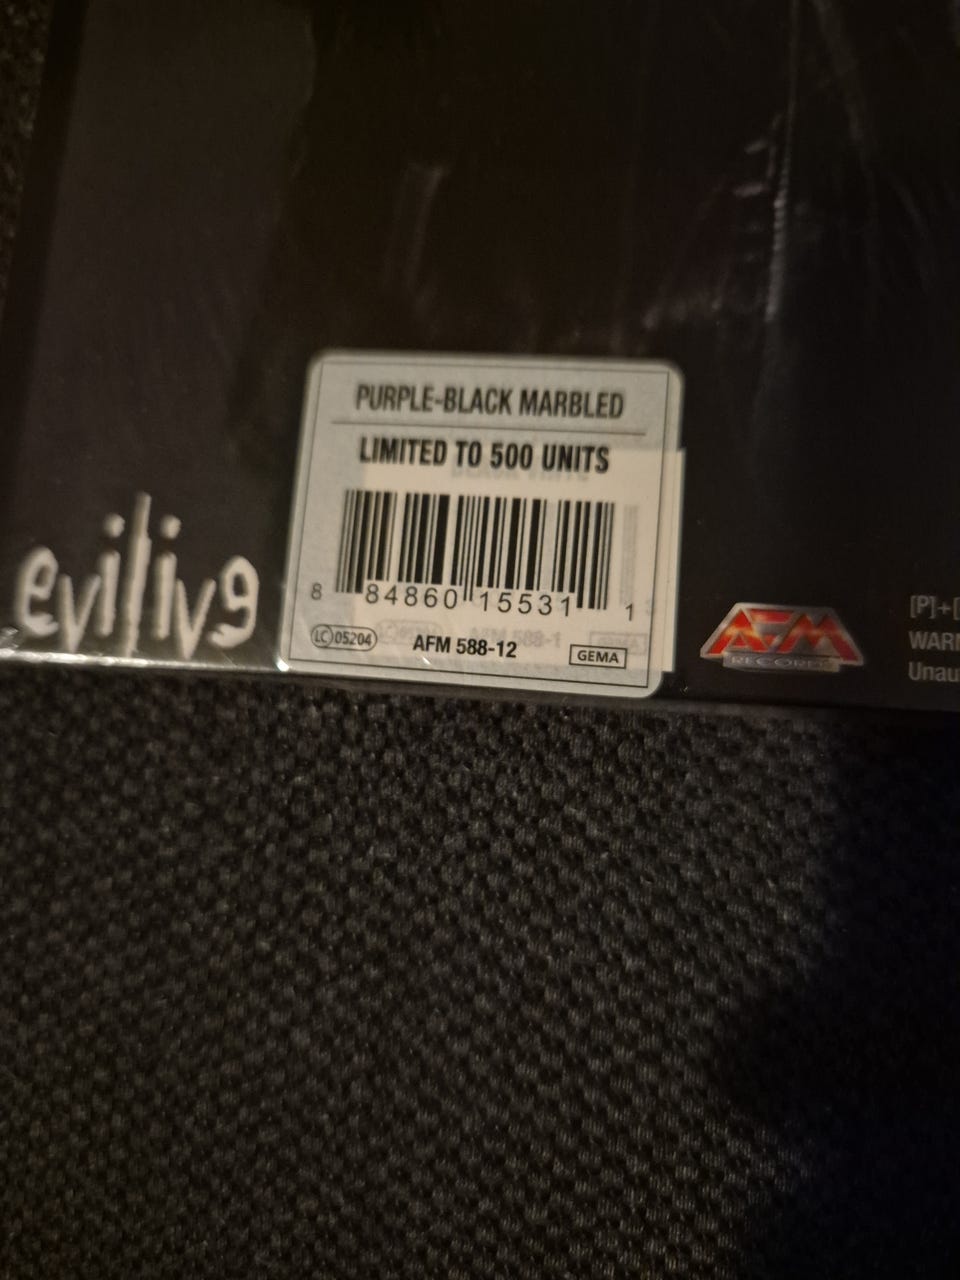 PURPLE-BLACK MARBLED
LIMITED TO 500 UNITS
8 84860 15531 1
LC 05204 AFM 588-12 GEMA
evilive
AFM
RECORDS
[P]+[
WARN
Unau